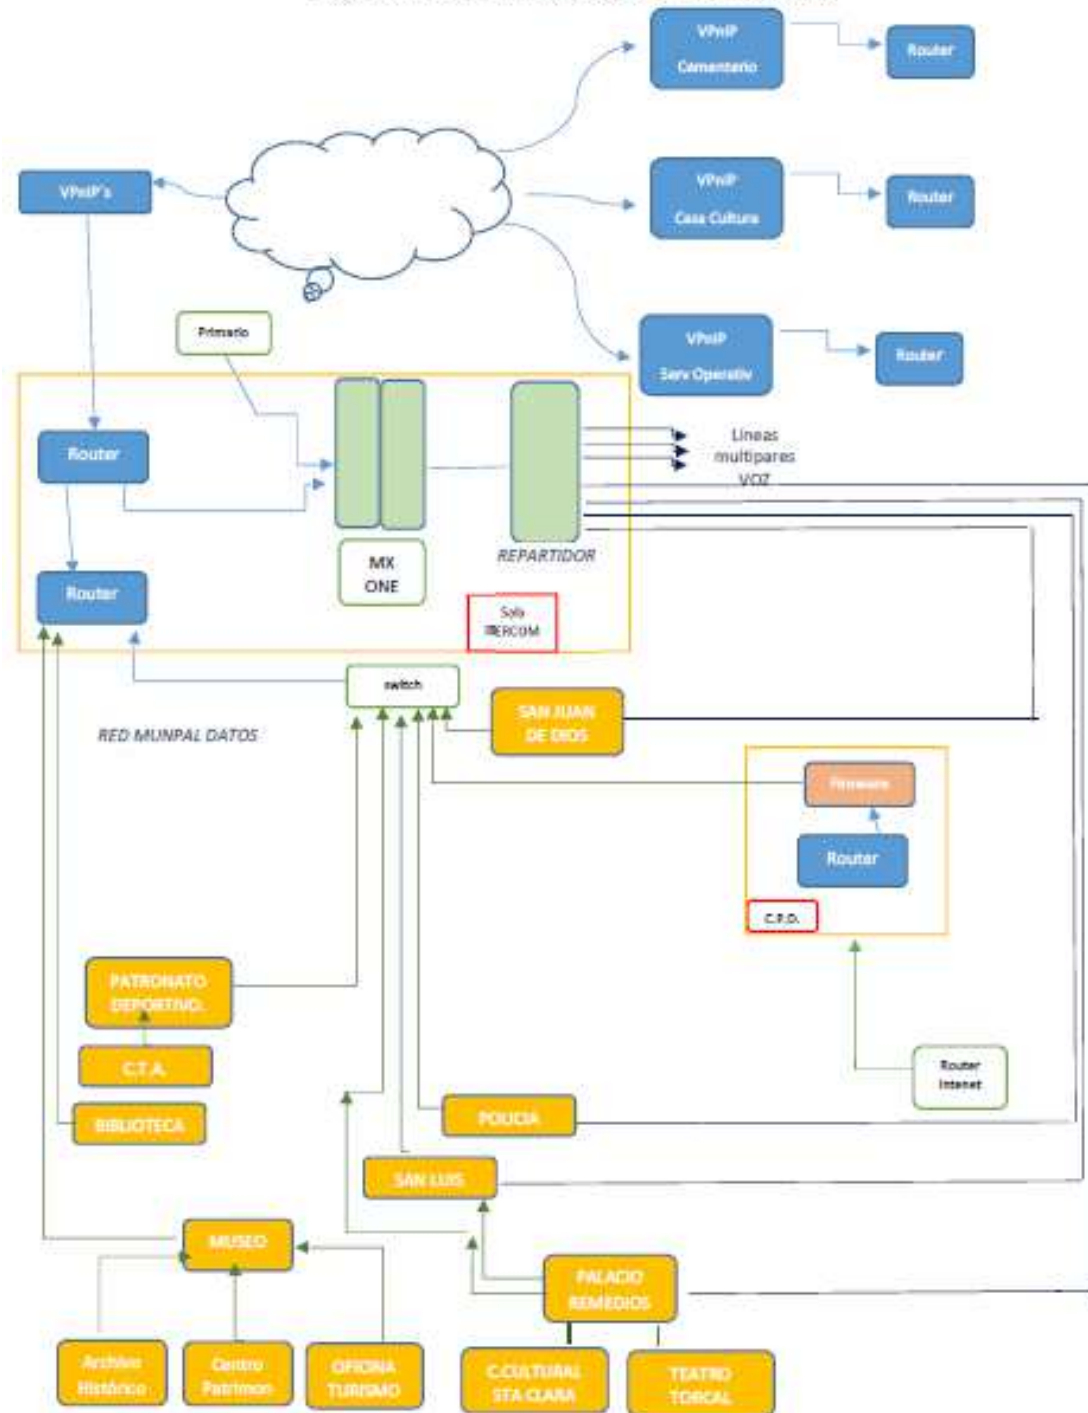 VPnIP
Cementerio
Router
VPnIP's
VPnIP
Casa Cultura
Router
Primario
VPnIP
Serv Operativ
Router
Router
Líneas
multipares
VOZ
REPARTIDOR
MX
ONE
Router
Sala
switch
SAN JUAN
DE DIOS
RED MUNPAL DATOS
Router
C.P.D.
PATRONATO
DEPORTIVO.
C.T.A.
Router
Intenet
BIBLIOTECA
POLICIA
SAN LUIS
MUSEO
PALACIO
REMEDIOS
Archivo
Histórico
Centro
Patrimon
OFICINA
TURISMO
C.CULTURAL
STA CLARA
TEATRO
TORCAL